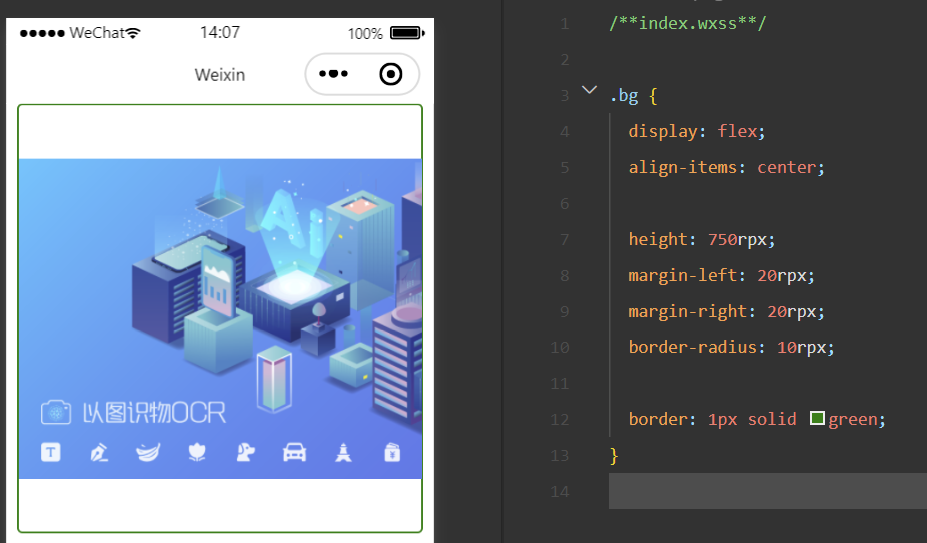 WeChat 14:07 100%
Weixin
Ai
以图识物OCR
T
1 /**index.wxss**/
2
3 .bg {
4 display: flex;
5 align-items: center;
6
7 height: 750rpx;
8 margin-left: 20rpx;
9 margin-right: 20rpx;
10 border-radius: 10rpx;
11
12 border: 1px solid green;
13 }
14